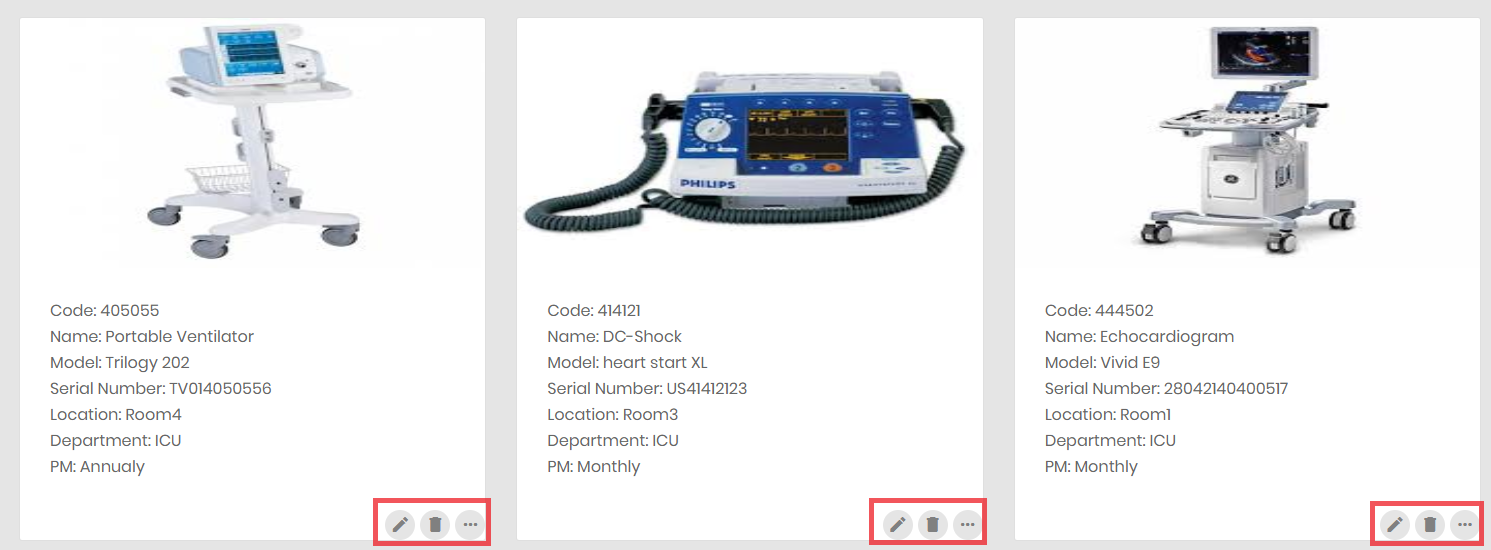 PHILIPS
Code: 405055
Name: Portable Ventilator
Model: Trilogy 202
Serial Number: TV014050556
Location: Room4
Department: ICU
PM: Annualy
Code: 414121
Name: DC-Shock
Model: heart start XL
Serial Number: US41412123
Location: Room3
Department: ICU
PM: Monthly
Code: 444502
Name: Echocardiogram
Model: Vivid E9
Serial Number: 28042140400517
Location: Room1
Department: ICU
PM: Monthly